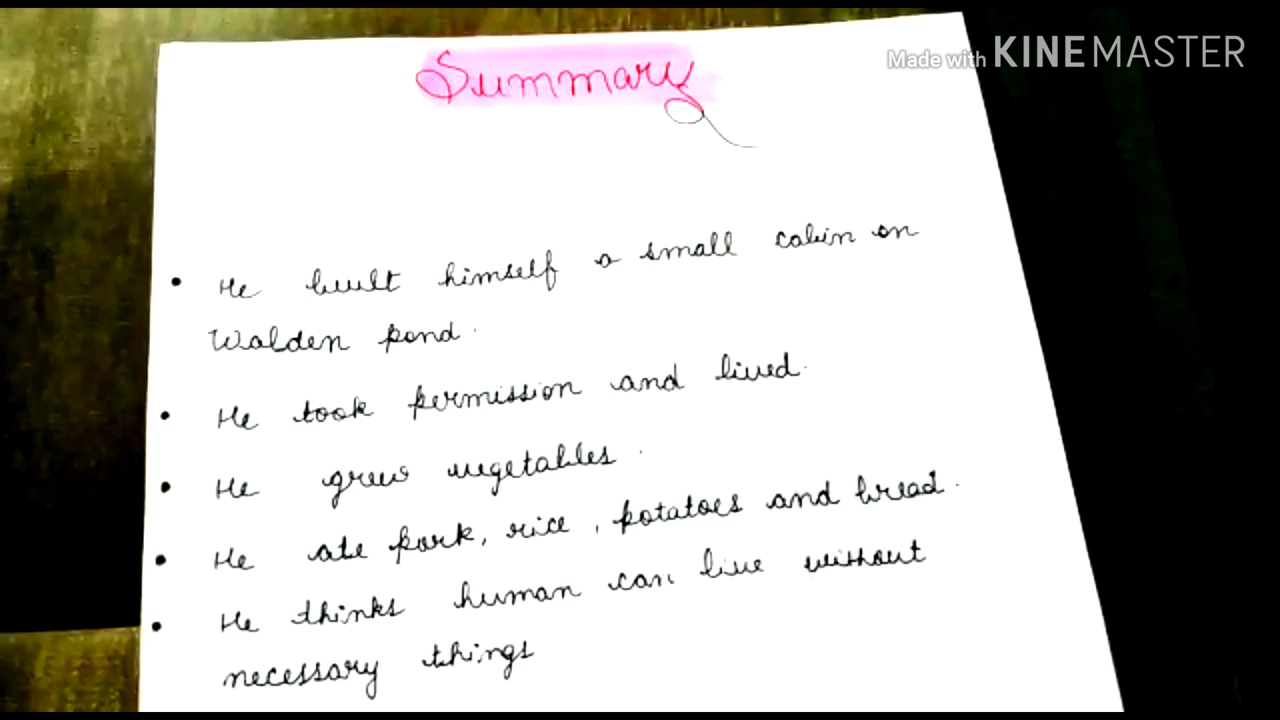 Made with KINEMASTER
Summary
• He built himself a small cabin on
Walden pond.
• He took permission and lived.
• He grew vegetables.
• He ate pork, rice, potatoes and bread.
• He thinks human can live without
necessary things